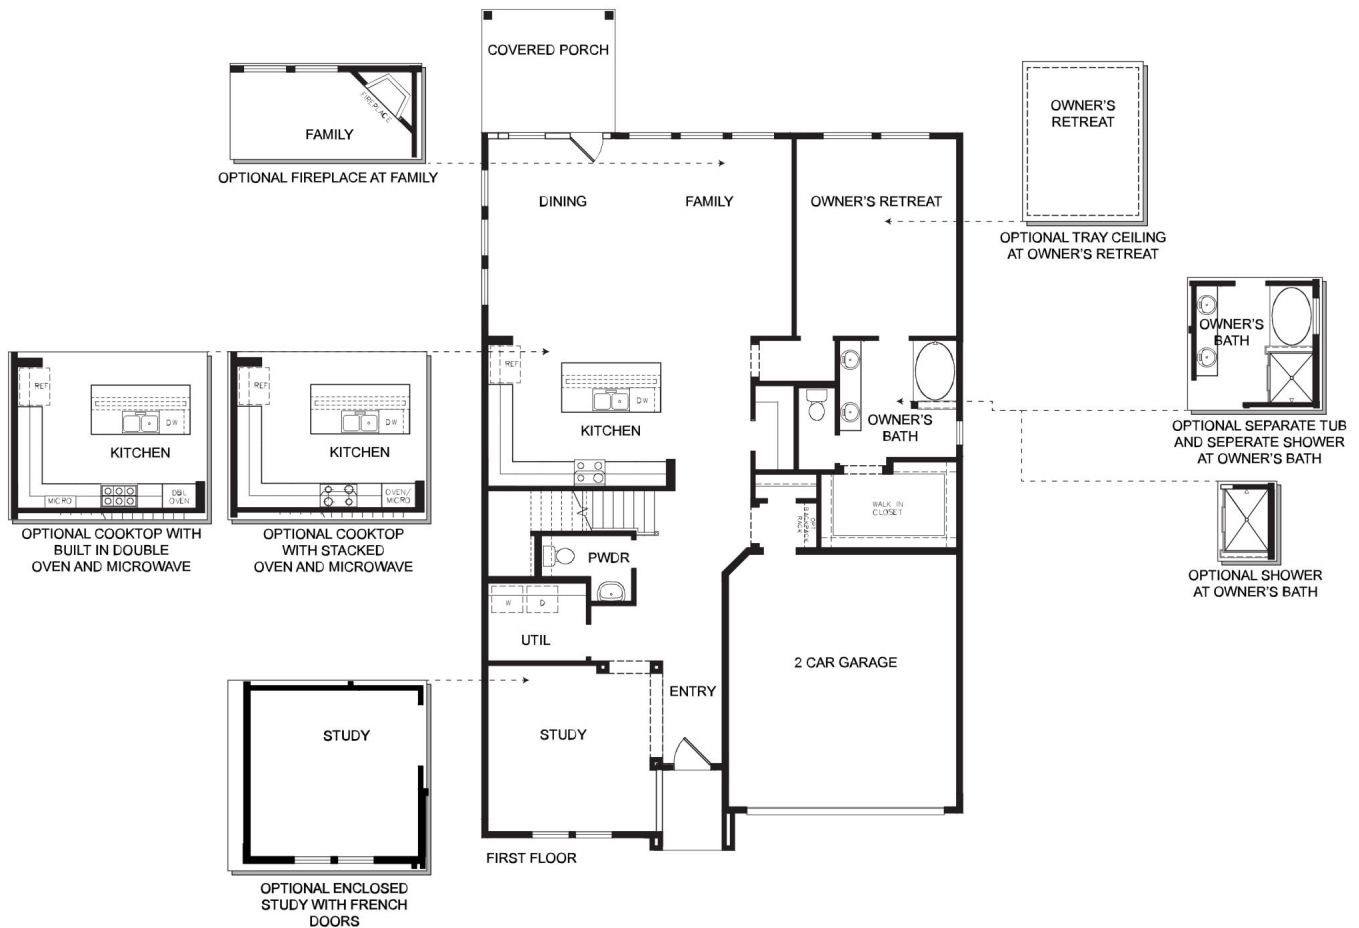 COVERED PORCH
FIREPLACE
FAMILY
OPTIONAL FIREPLACE AT FAMILY
OWNER'S
RETREAT
OPTIONAL TRAY CEILING
AT OWNER'S RETREAT
DINING
FAMILY
OWNER'S RETREAT
OWNER'S
BATH
OPTIONAL SEPARATE TUB
AND SEPERATE SHOWER
AT OWNER'S BATH
REF
DW
KITCHEN
MICRO
DBL
OVEN
OPTIONAL COOKTOP WITH
BUILT IN DOUBLE
OVEN AND MICROWAVE
REF
DW
KITCHEN
OVEN/
MICRO
OPTIONAL COOKTOP
WITH STACKED
OVEN AND MICROWAVE
REF
DW
KITCHEN
OWNER'S
BATH
WALK IN
CLOSET
OPT
BACKPACK
RACK
OPTIONAL SHOWER
AT OWNER'S BATH
PWDR
W
D
UTIL
2 CAR GARAGE
ENTRY
STUDY
STUDY
FIRST FLOOR
OPTIONAL ENCLOSED
STUDY WITH FRENCH
DOORS